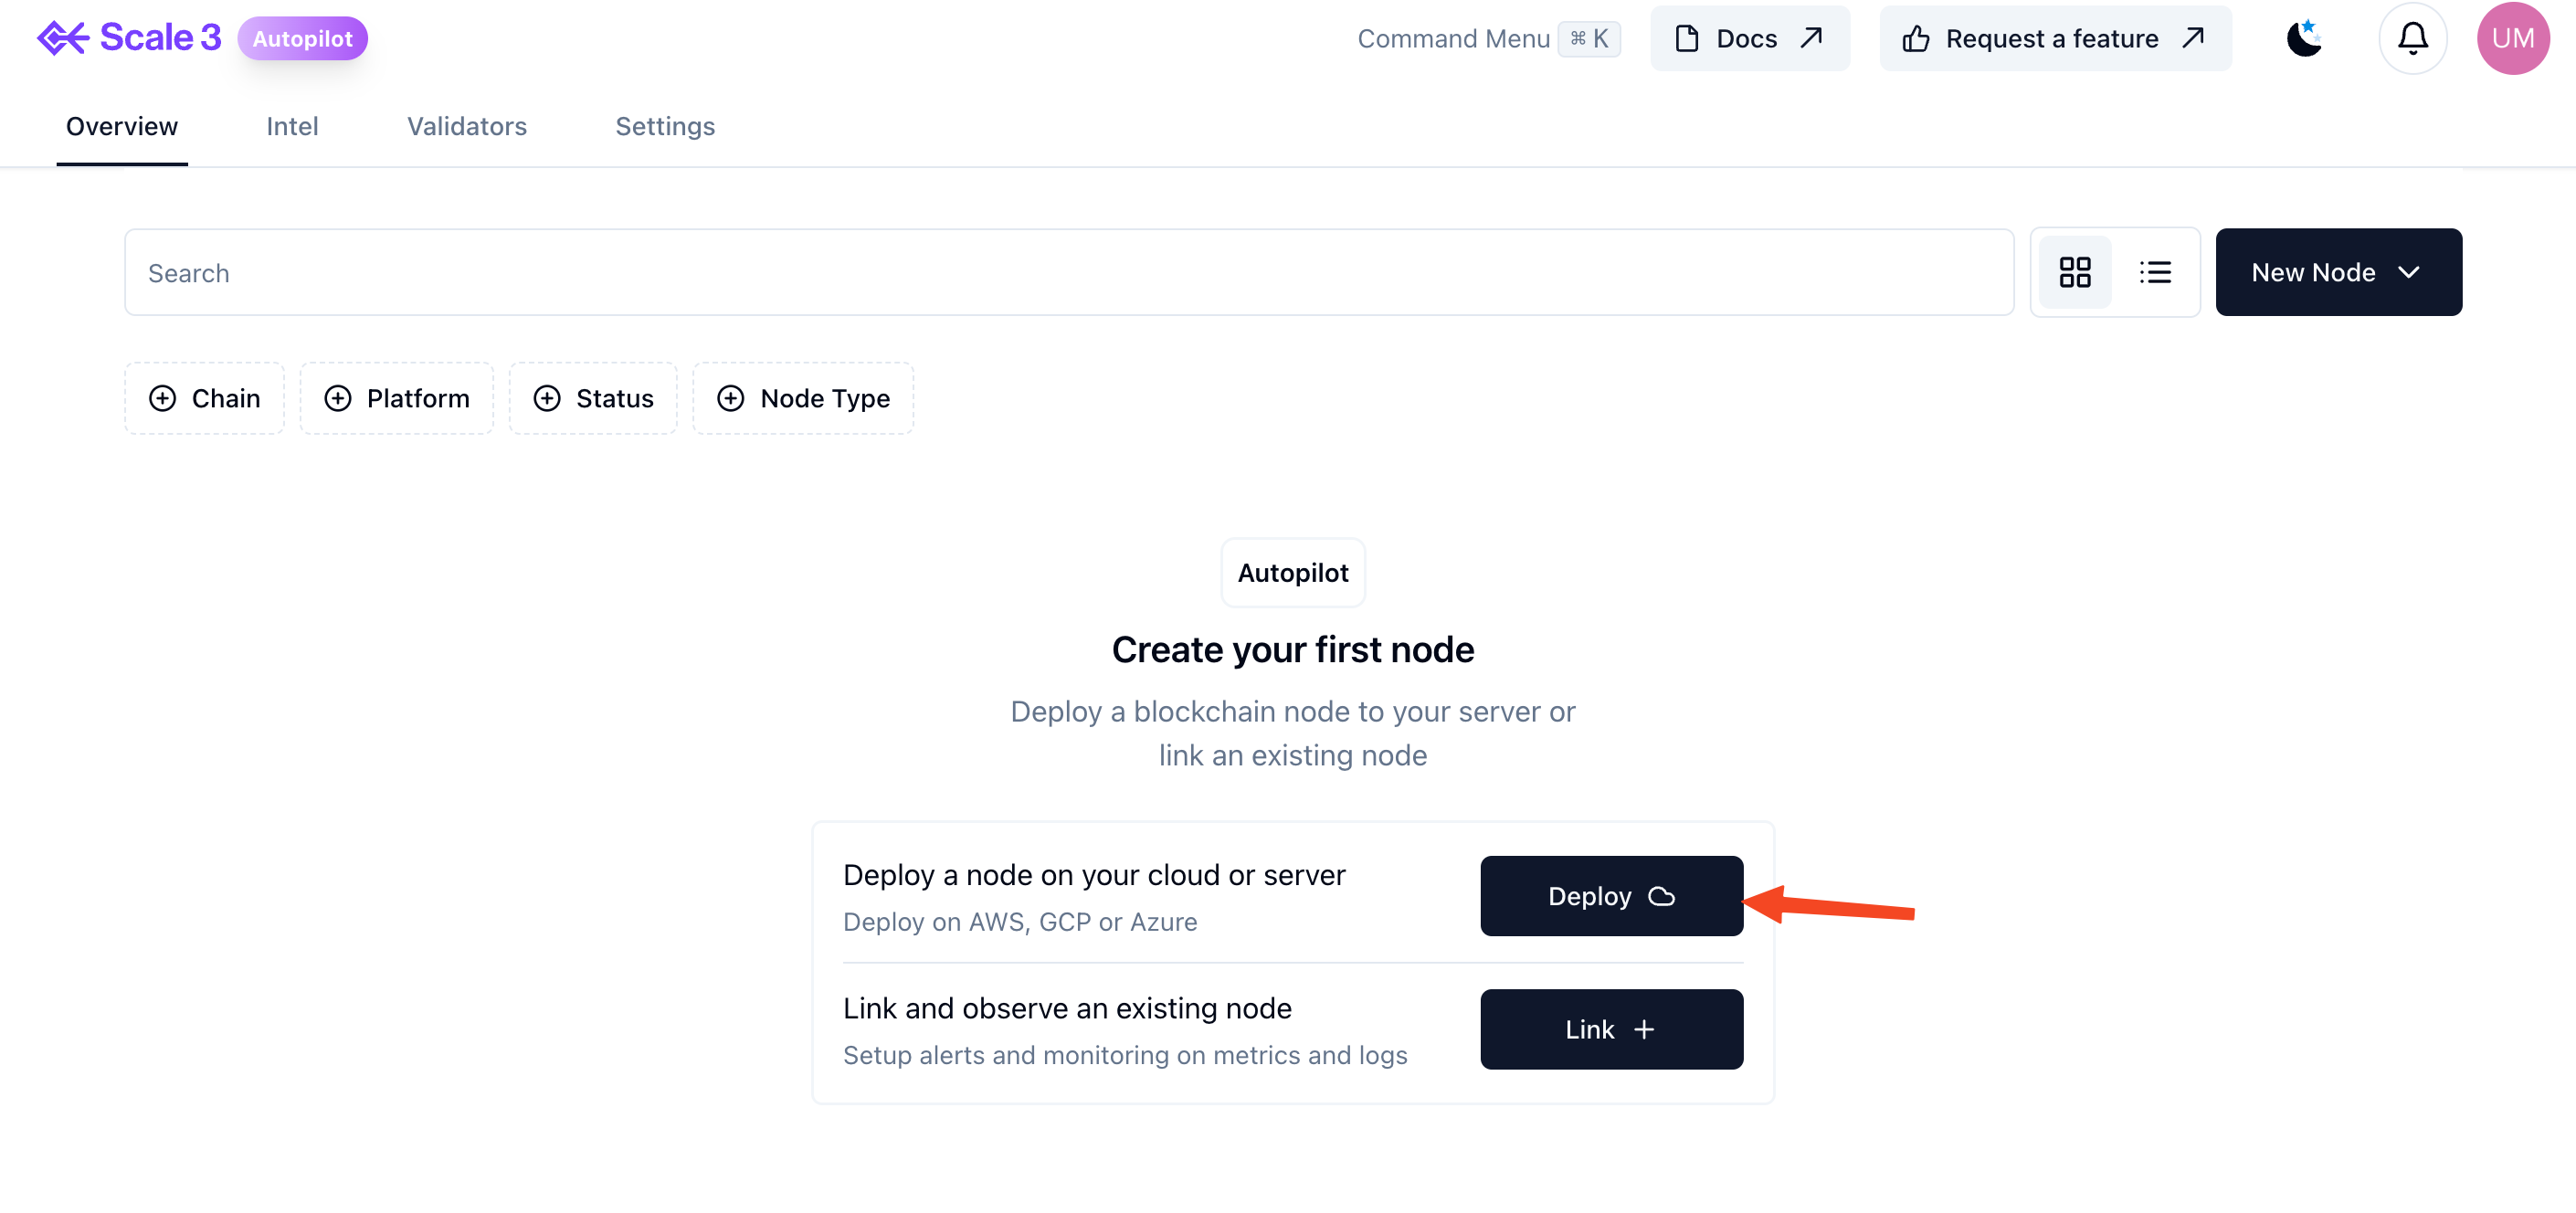 Scale 3 Autopilot
Command Menu ⌘ K Docs Request a feature UM
Overview Intel Validators Settings
Search New Node
Chain Platform Status Node Type
Autopilot
Create your first node
Deploy a blockchain node to your server or
link an existing node
Deploy a node on your cloud or server
Deploy on AWS, GCP or Azure
Deploy
Link and observe an existing node
Setup alerts and monitoring on metrics and logs
Link